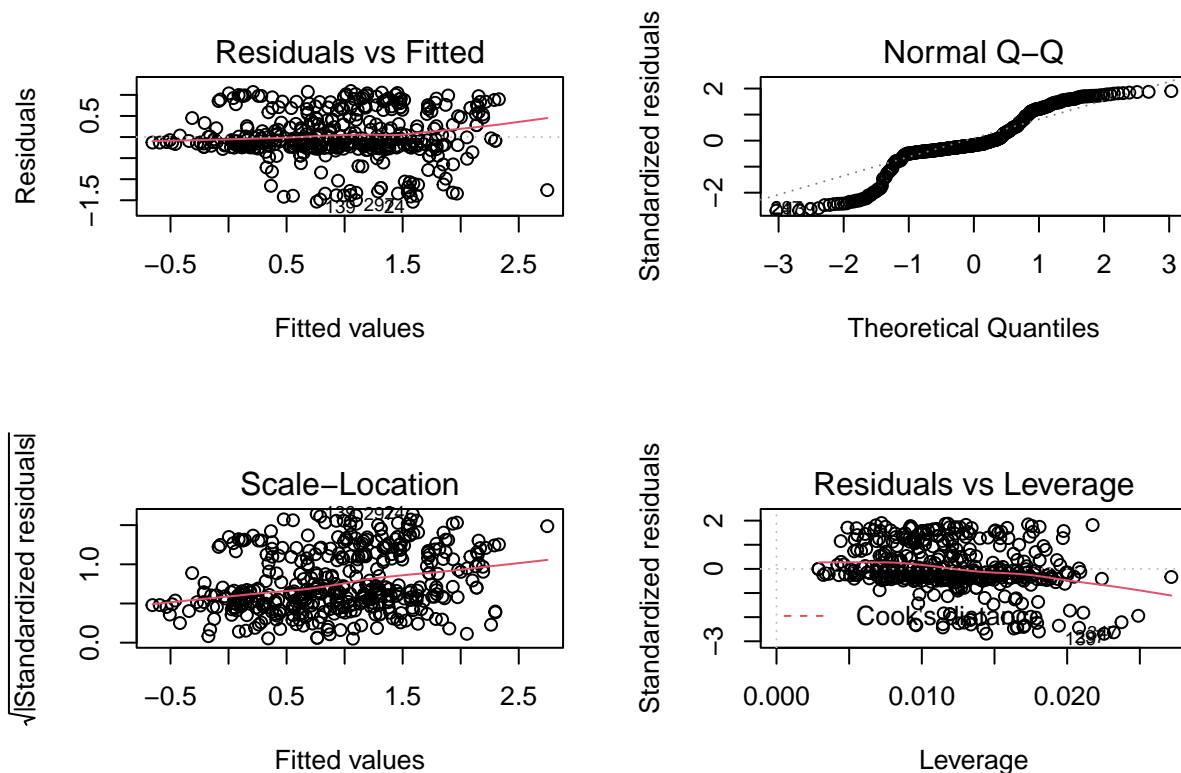 Residuals vs Fitted
Residuals
0.5
−1.5
139
−0.5 0.5 1.5 2.5
Fitted values
Normal Q−Q
Standardized residuals
2
0
−2
−3 −2 −1 0 1 2 3
Theoretical Quantiles
Scale−Location
√|Standardized residuals|
1.0
0.0
139
−0.5 0.5 1.5 2.5
Fitted values
Residuals vs Leverage
Standardized residuals
2
0
−3
Cook's distance
0.000 0.010 0.020
Leverage